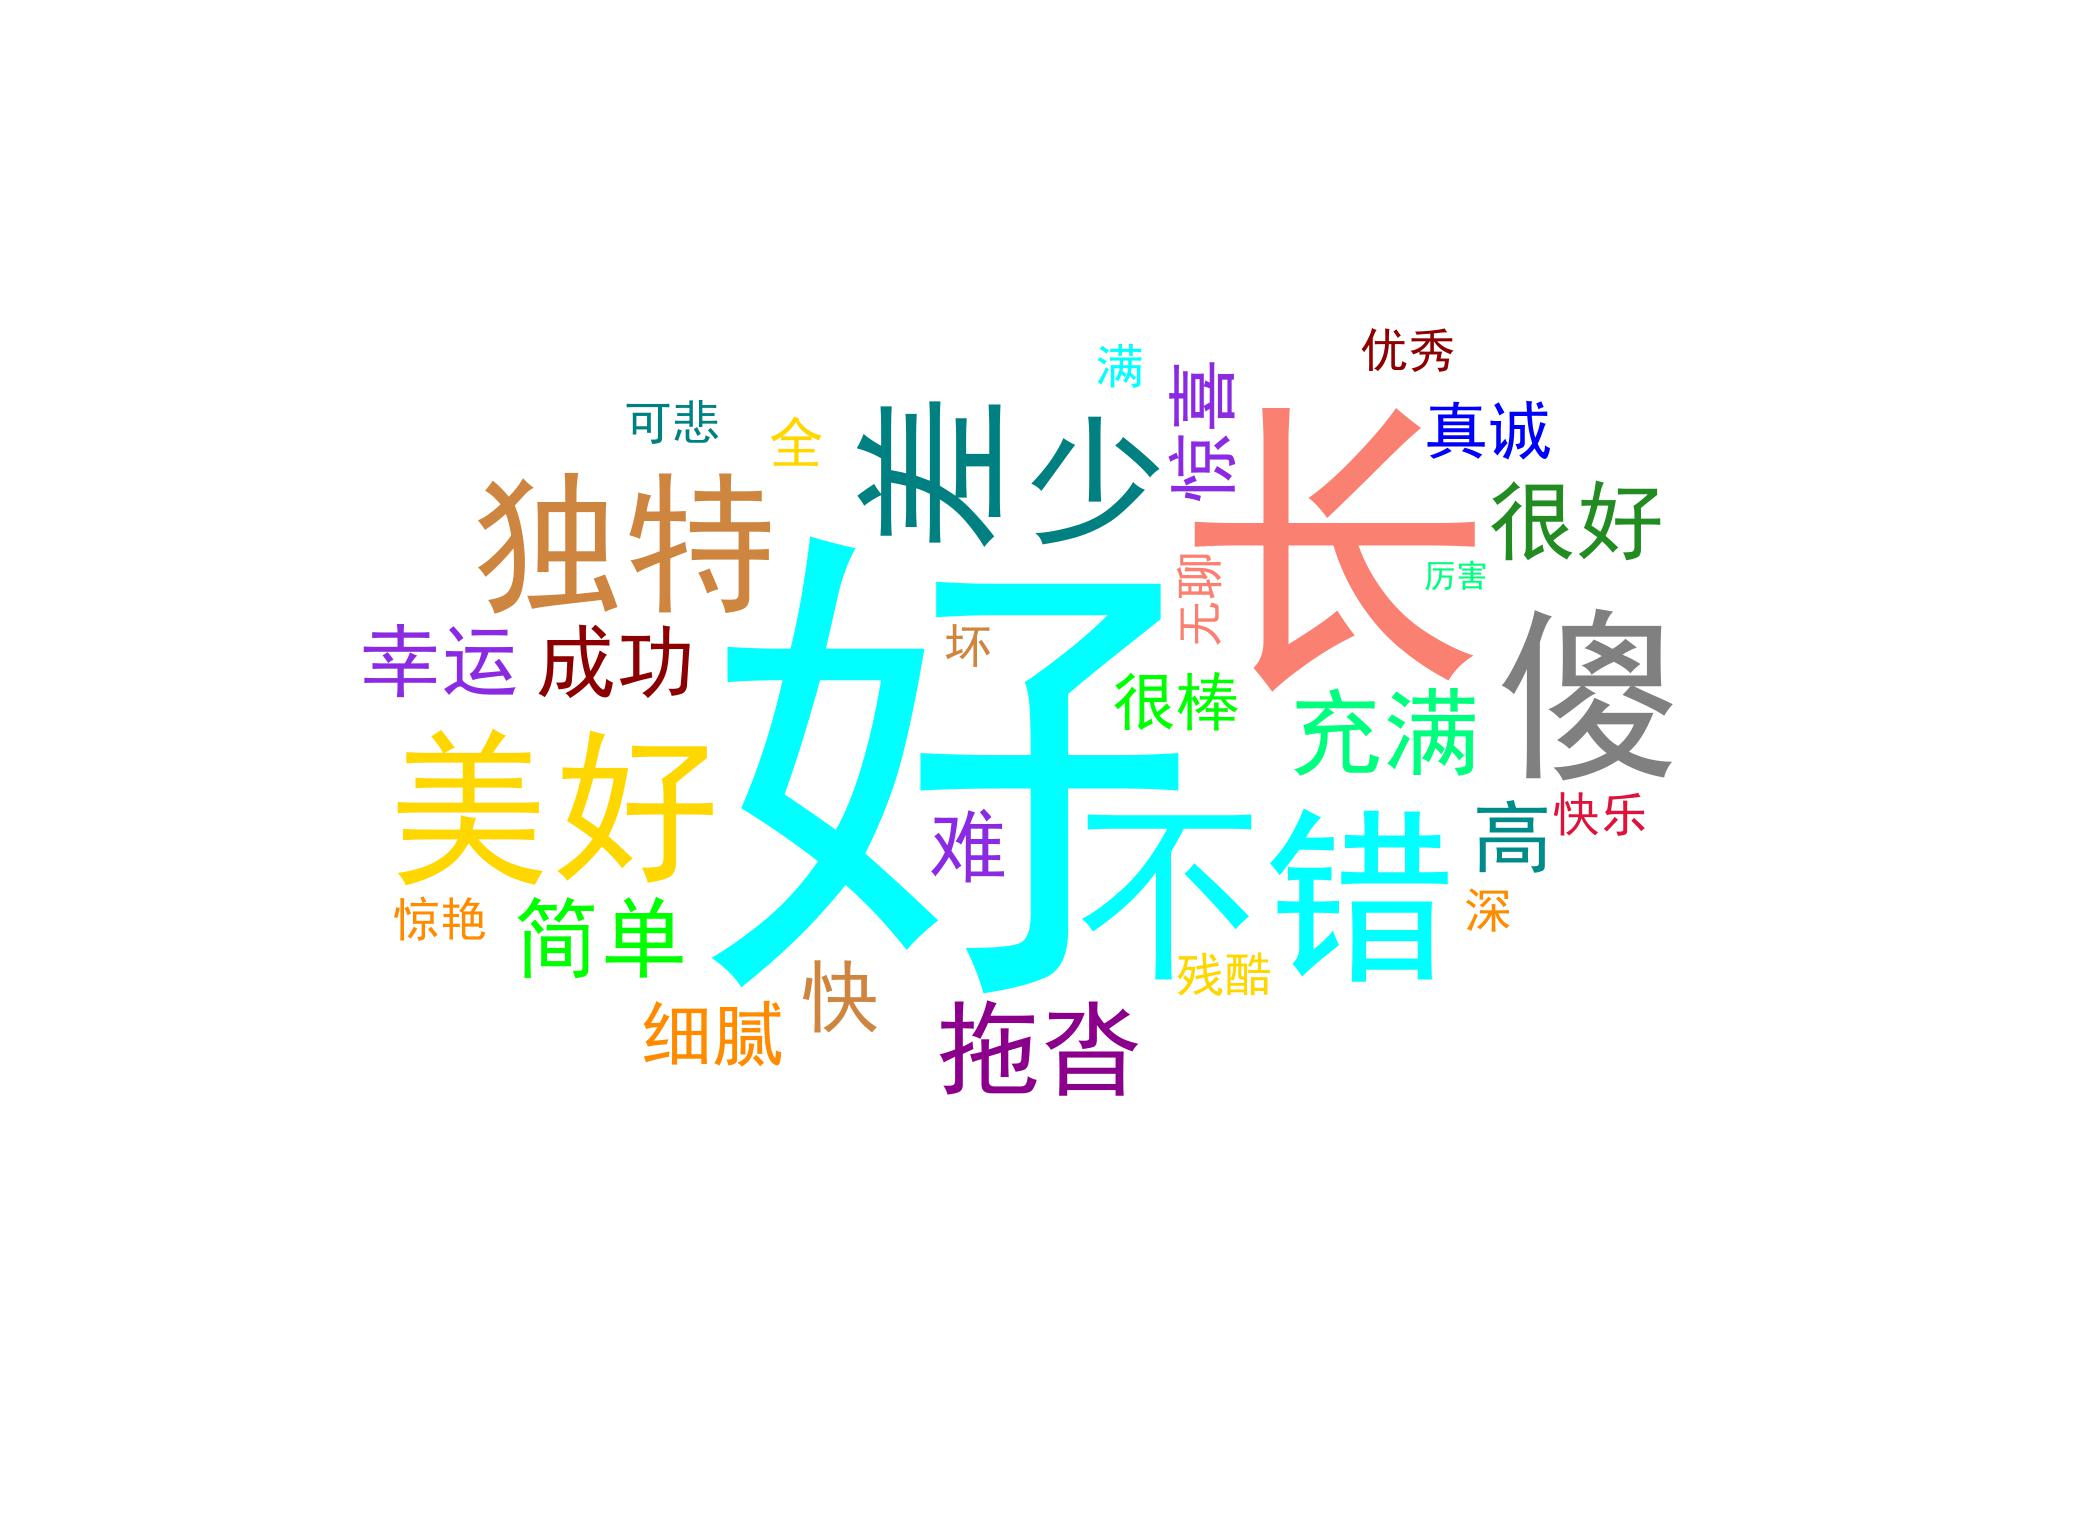 优秀
满
惊喜
可悲
全
差
少
真诚
长
独特
很好
无聊
厉害
好
坏
幸运
成功
傻
很棒
充满
美好
难
不错
高
快乐
惊艳
简单
深
残酷
快
细腻
拖沓